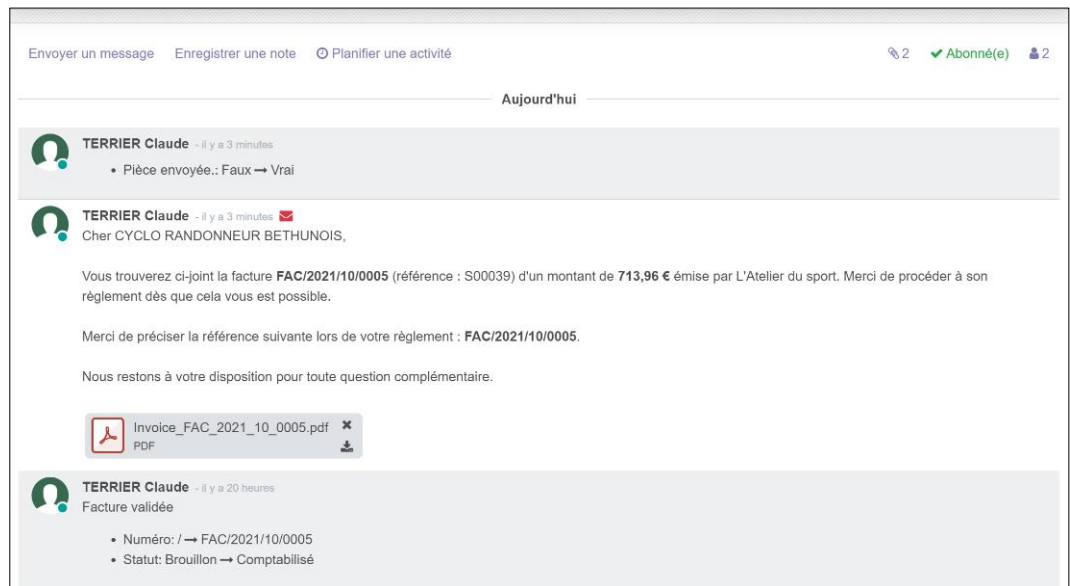 Envoyer un message Enregistrer une note Planifier une activité 2 Abonné(e) 2
Aujourd'hui
TERRIER Claude - il y a 3 minutes
• Pièce envoyée.: Faux → Vrai
TERRIER Claude - il y a 3 minutes
Cher CYCLO RANDONNEUR BETHUNOIS,
Vous trouverez ci-joint la facture FAC/2021/10/0005 (référence : S00039) d'un montant de 713,96 € émise par L'Atelier du sport. Merci de procéder à son
règlement dès que cela vous est possible.
Merci de préciser la référence suivante lors de votre règlement : FAC/2021/10/0005.
Nous restons à votre disposition pour toute question complémentaire.
Invoice_FAC_2021_10_0005.pdf
PDF
TERRIER Claude - il y a 20 heures
Facture validée
• Numéro: / → FAC/2021/10/0005
• Statut: Brouillon → Comptabilisé